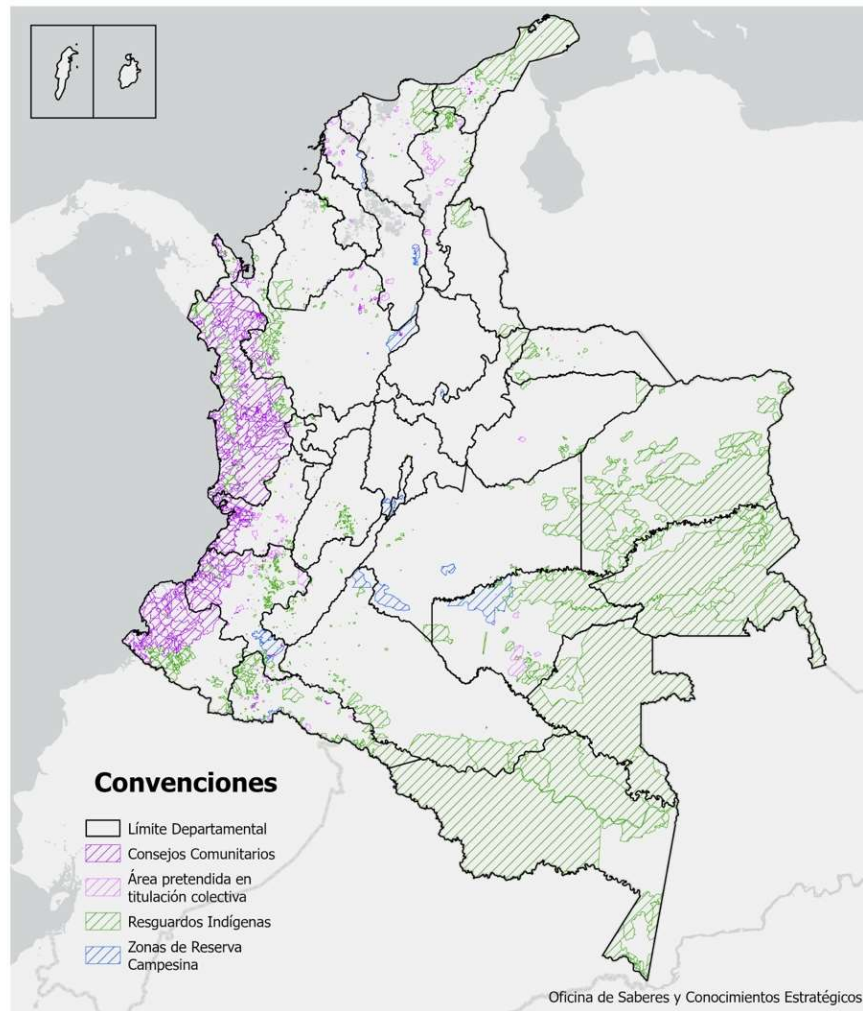 Convenciones
Límite Departamental
Consejos Comunitarios
Área pretendida en
titulación colectiva
Resguardos Indígenas
Zonas de Reserva
Campesina
Oficina de Saberes y Conocimientos Estratégicos